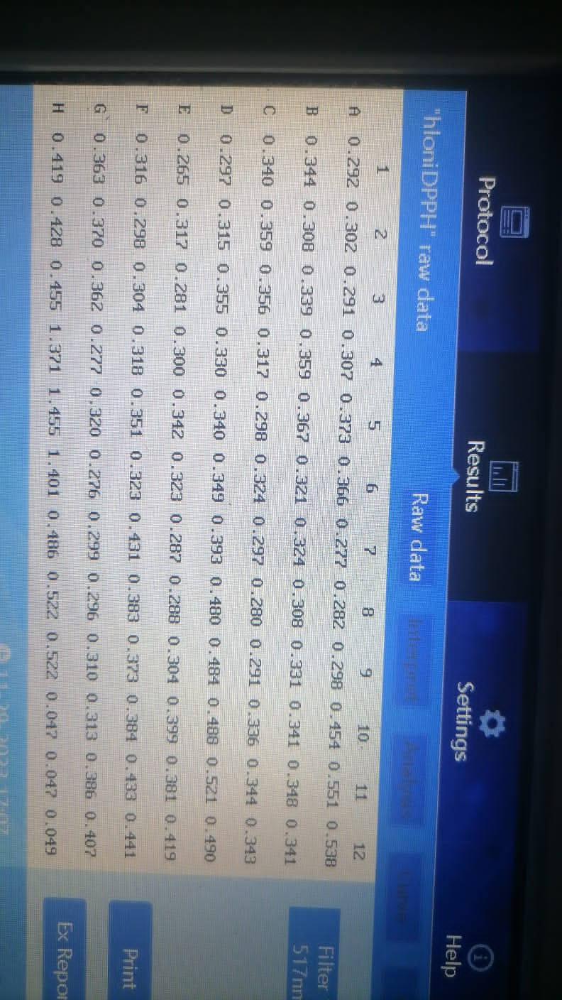 Protocol Results Settings Help
"hloni DPPH" raw data Raw data Interpret Analysis Curve
1 2 3 4 5 6 7 8 9 10 11 12
A 0.292 0.302 0.291 0.307 0.373 0.366 0.277 0.282 0.298 0.454 0.551 0.538
B 0.344 0.308 0.339 0.359 0.367 0.321 0.324 0.308 0.331 0.341 0.348 0.341
C 0.340 0.359 0.356 0.317 0.298 0.324 0.297 0.280 0.291 0.336 0.344 0.343
D 0.297 0.315 0.355 0.330 0.340 0.349 0.393 0.480 0.484 0.488 0.521 0.490
E 0.265 0.317 0.281 0.300 0.342 0.323 0.287 0.288 0.304 0.399 0.381 0.419
F 0.316 0.298 0.304 0.318 0.351 0.323 0.431 0.383 0.373 0.384 0.433 0.441
G 0.363 0.370 0.362 0.277 0.320 0.276 0.299 0.296 0.310 0.313 0.386 0.407
H 0.419 0.428 0.455 1.371 1.455 1.401 0.486 0.522 0.522 0.047 0.047 0.049
Filter
517nm
Print
Ex Repor